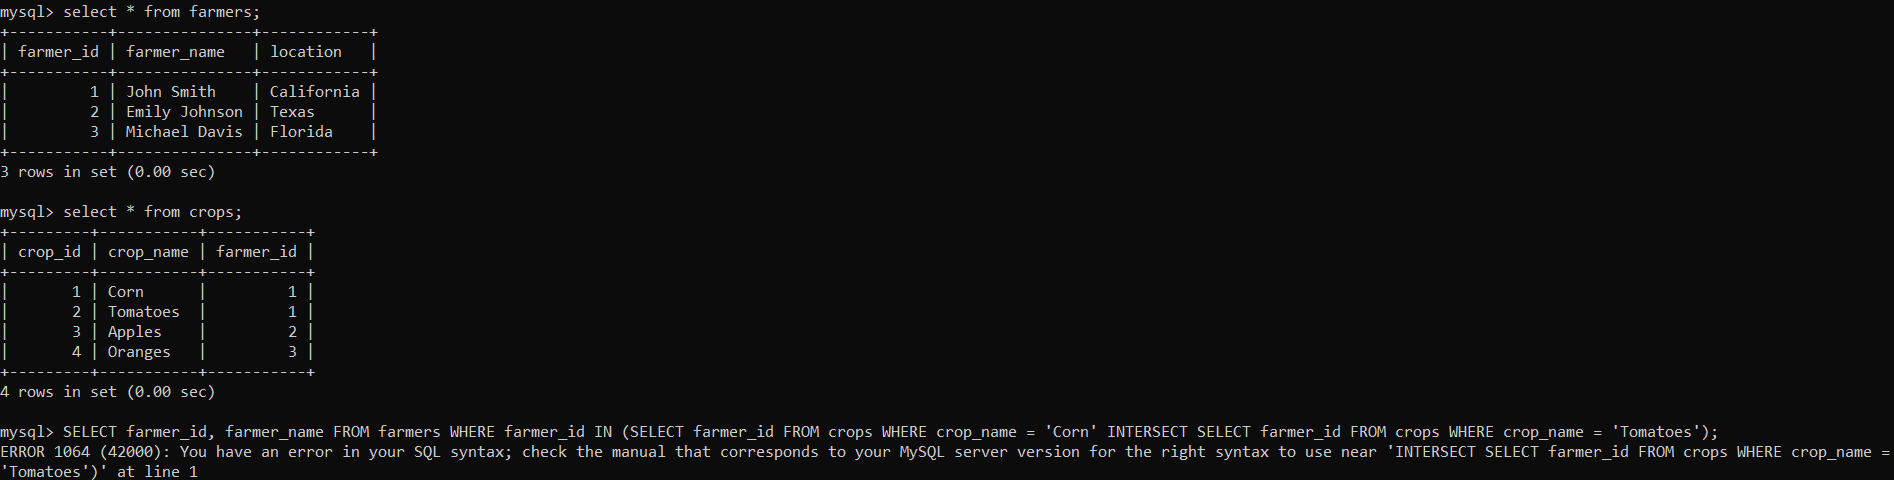 mysql> select * from farmers;
+-----------+---------------+------------+
| farmer_id | farmer_name   | location   |
+-----------+---------------+------------+
|         1 | John Smith    | California |
|         2 | Emily Johnson | Texas      |
|         3 | Michael Davis | Florida    |
+-----------+---------------+------------+
3 rows in set (0.00 sec)

mysql> select * from crops;
+---------+-----------+-----------+
| crop_id | crop_name | farmer_id |
+---------+-----------+-----------+
|       1 | Corn      |         1 |
|       2 | Tomatoes  |         1 |
|       3 | Apples    |         2 |
|       4 | Oranges   |         3 |
+---------+-----------+-----------+
4 rows in set (0.00 sec)

mysql> SELECT farmer_id, farmer_name FROM farmers WHERE farmer_id IN (SELECT farmer_id FROM crops WHERE crop_name = 'Corn' INTERSECT SELECT farmer_id FROM crops WHERE crop_name = 'Tomatoes');
ERROR 1064 (42000): You have an error in your SQL syntax; check the manual that corresponds to your MySQL server version for the right syntax to use near 'INTERSECT SELECT farmer_id FROM crops WHERE crop_name =
'Tomatoes')' at line 1